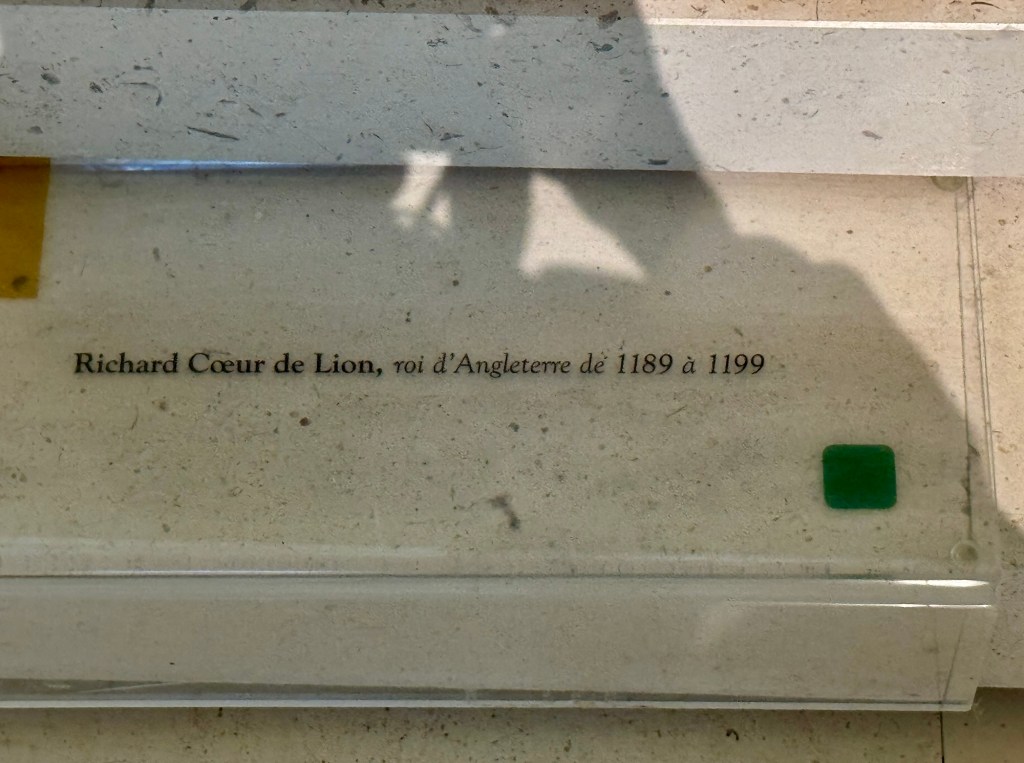 Richard Cœur de Lion, roi d'Angleterre de 1189 à 1199